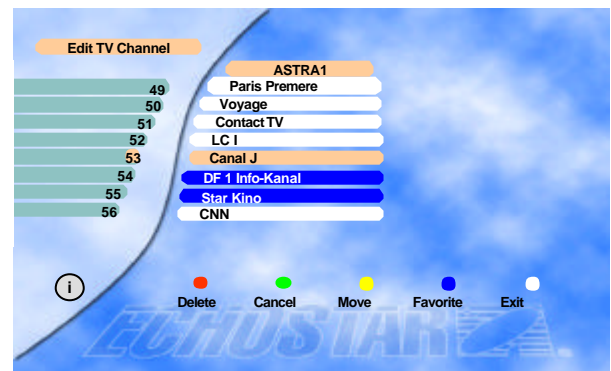 Edit TV Channel
ASTRA1
49 Paris Premere
50 Voyage
51 Contact TV
52 LC I
53 Canal J
54 DF 1 Info-Kanal
55 Star Kino
56 CNN
i
Delete Cancel Move Favorite Exit
ECHOSTAR